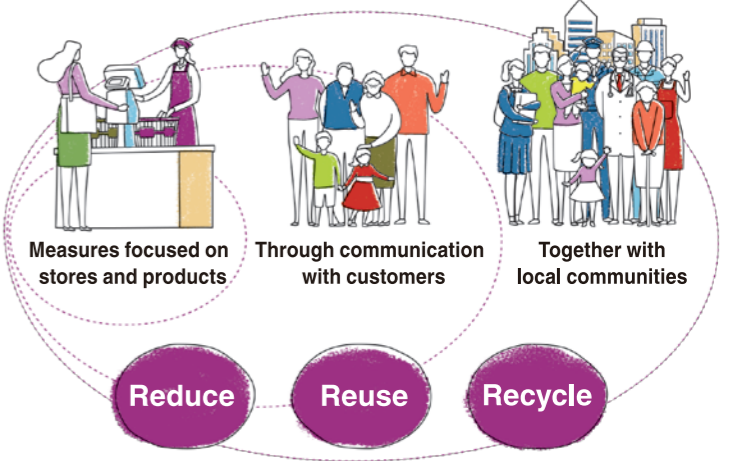 Measures focused on
stores and products
Through communication
with customers
Together with
local communities
Reduce
Reuse
Recycle